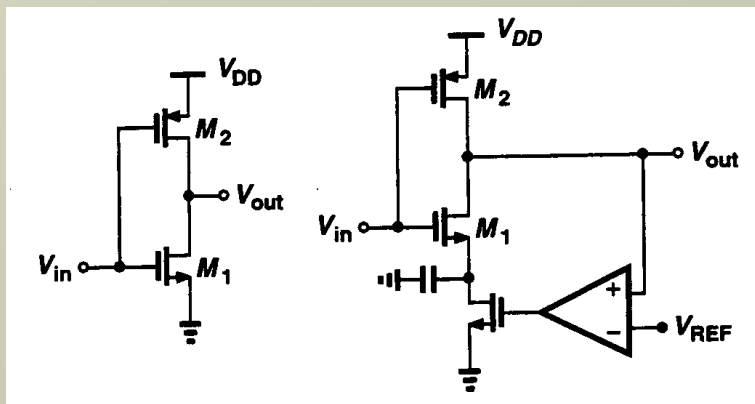 V_DD
M_2
V_out
V_in
M_1
V_DD
M_2
V_out
V_in
M_1
+
−
V_REF